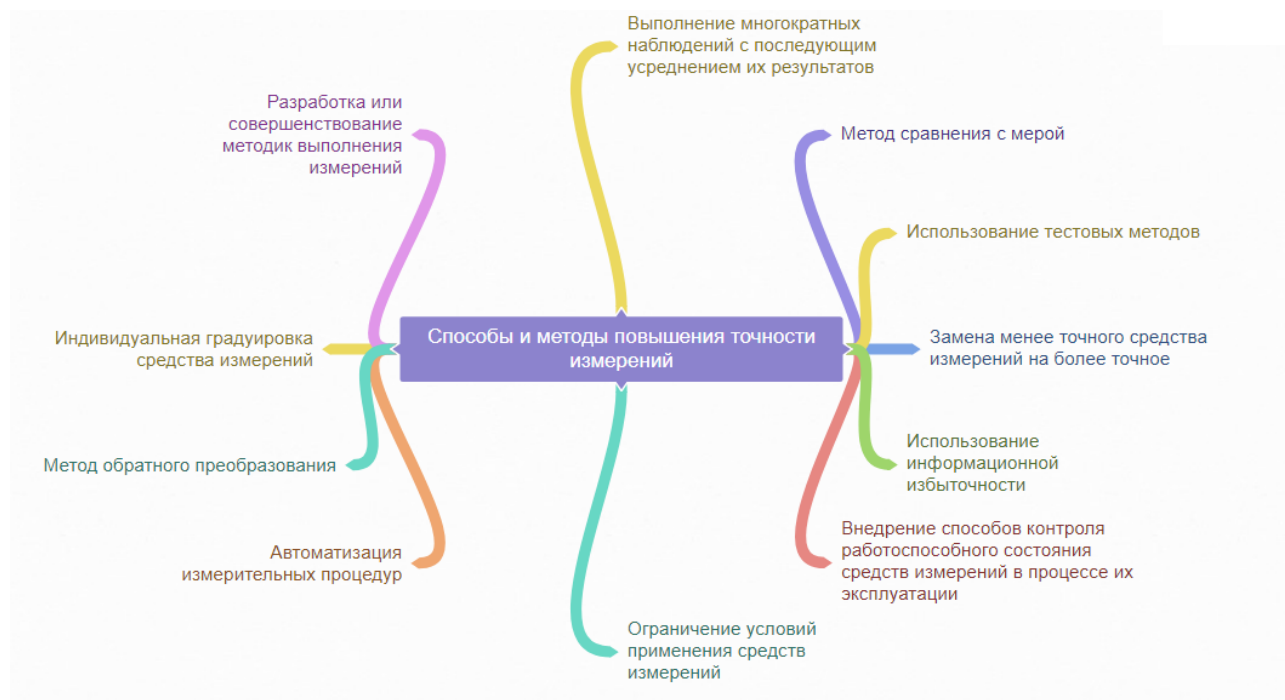 Способы и методы повышения точности
измерений
Выполнение многократных
наблюдений с последующим
усреднением их результатов
Метод сравнения с мерой
Использование тестовых методов
Замена менее точного средства
измерений на более точное
Использование
информационной
избыточности
Внедрение способов контроля
работоспособного состояния
средств измерений в процессе их
эксплуатации
Ограничение условий
применения средств
измерений
Автоматизация
измерительных процедур
Метод обратного преобразования
Индивидуальная градуировка
средства измерений
Разработка или
совершенствование
методик выполнения
измерений